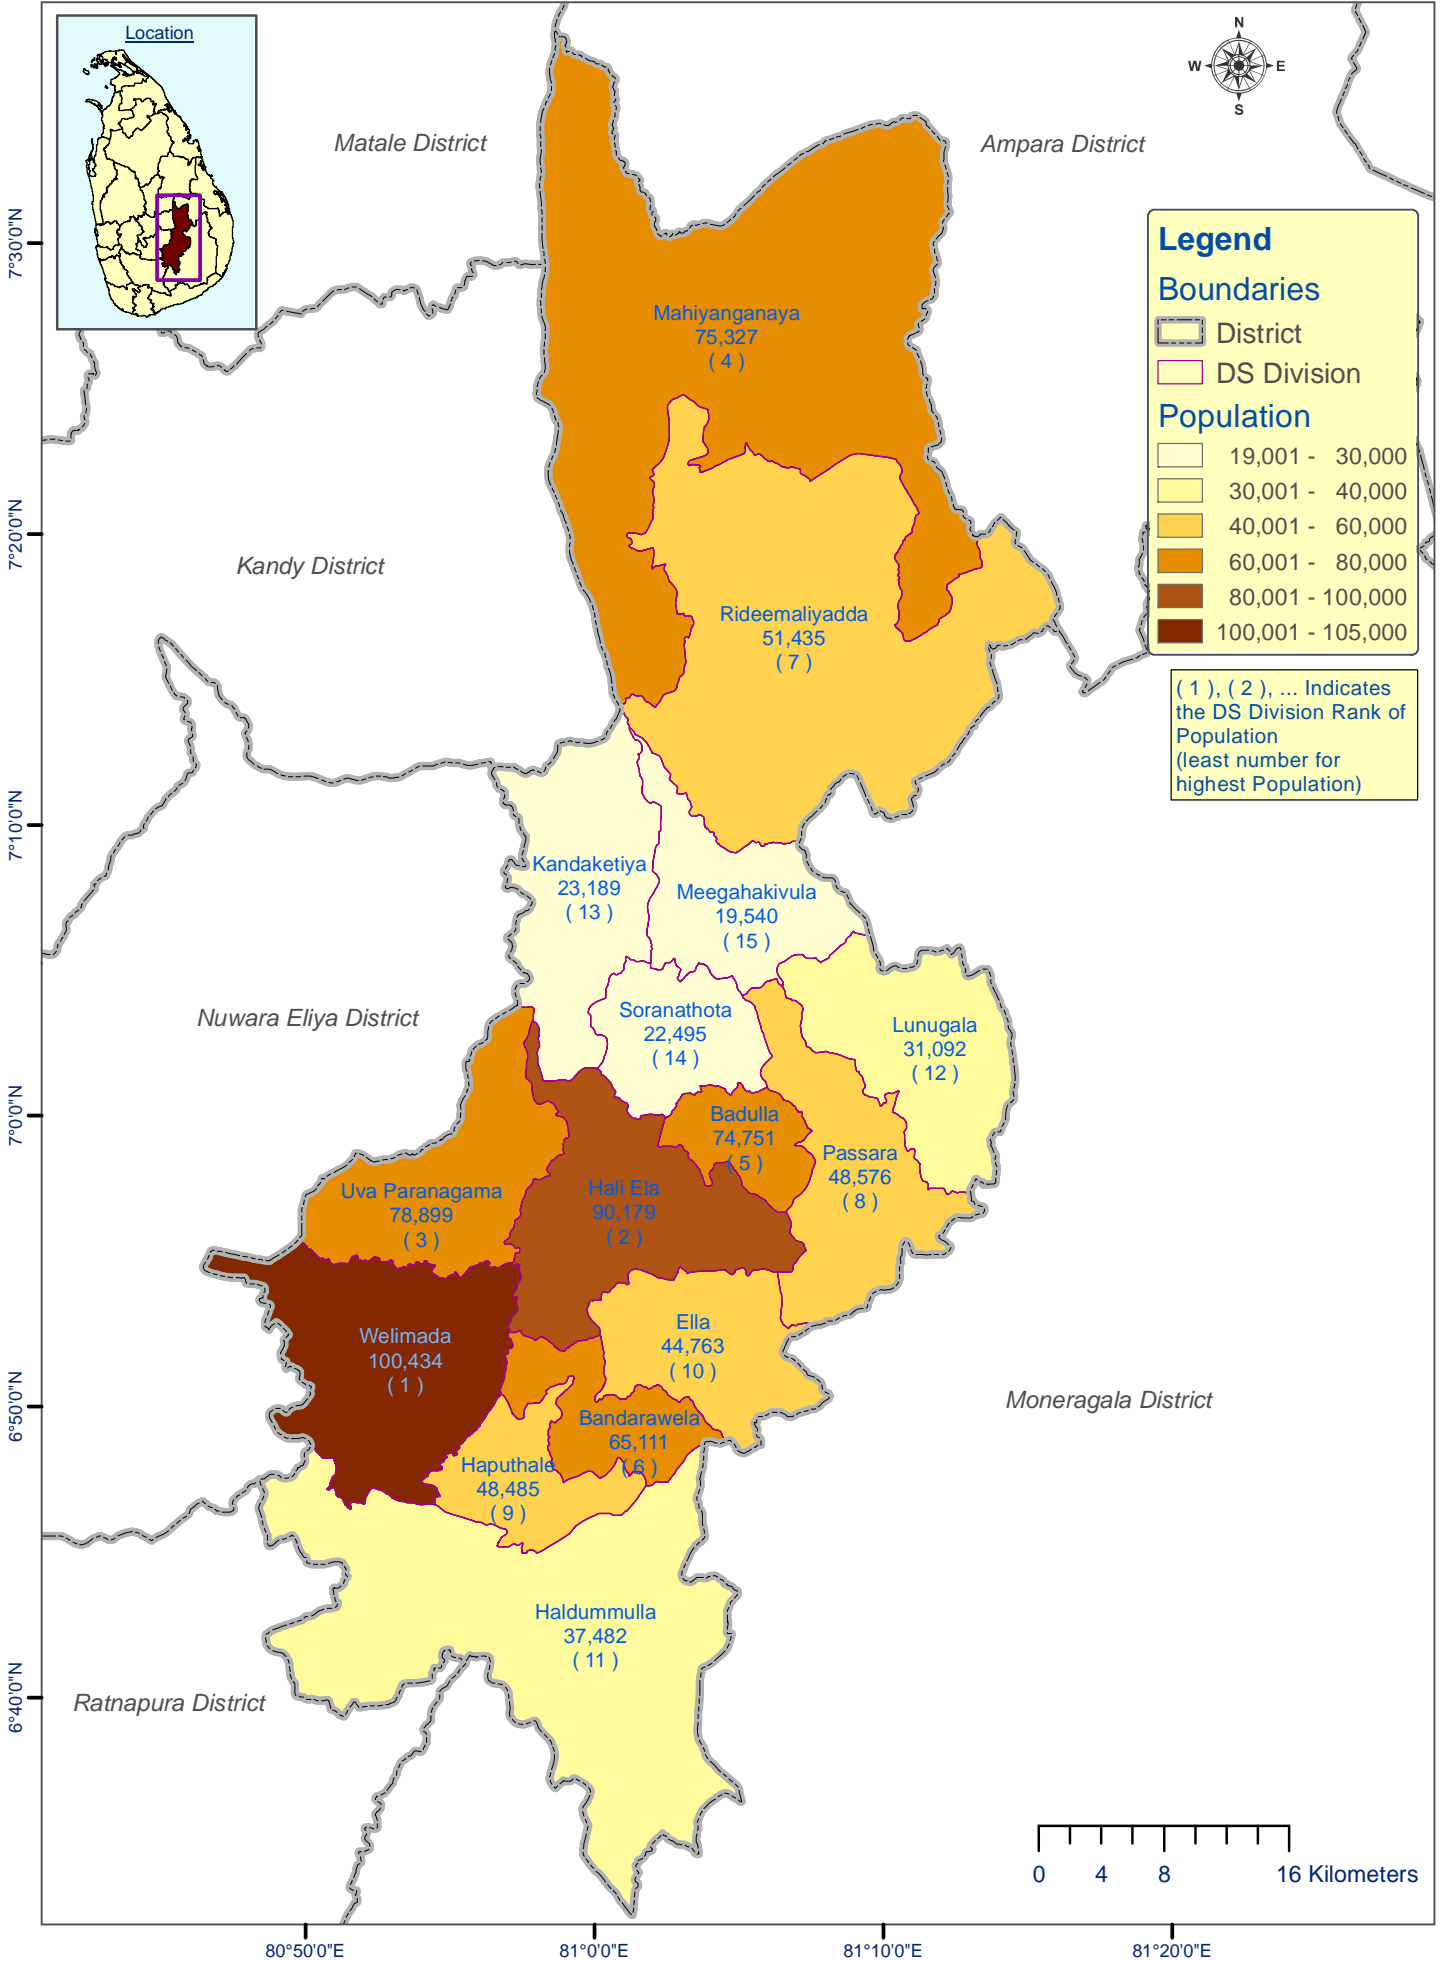 Location
N
W
E
S
Matale District
Ampara District
Legend
Boundaries
District
DS Division
Population
19,001 - 30,000
30,001 - 40,000
40,001 - 60,000
60,001 - 80,000
80,001 - 100,000
100,001 - 105,000
( 1 ), ( 2 ), ... Indicates
the DS Division Rank of
Population
(least number for
highest Population)
Mahiyanganaya
75,327
( 4 )
Kandy District
Rideemaliyadda
51,435
( 7 )
Kandaketiya
23,189
( 13 )
Meegahakivula
19,540
( 15 )
Nuwara Eliya District
Soranathota
22,495
( 14 )
Lunugala
31,092
( 12 )
Badulla
74,751
( 5 )
Passara
48,576
( 8 )
Uva Paranagama
78,899
( 3 )
Hali Ela
90,179
( 2 )
Welimada
100,434
( 1 )
Ella
44,763
( 10 )
Moneragala District
Bandarawela
65,111
( 6 )
Haputhale
48,485
( 9 )
Haldummulla
37,482
( 11 )
Ratnapura District
0 4 8 16 Kilometers
7°30'0"N
7°20'0"N
7°10'0"N
7°0'0"N
6°50'0"N
6°40'0"N
80°50'0"E
81°0'0"E
81°10'0"E
81°20'0"E